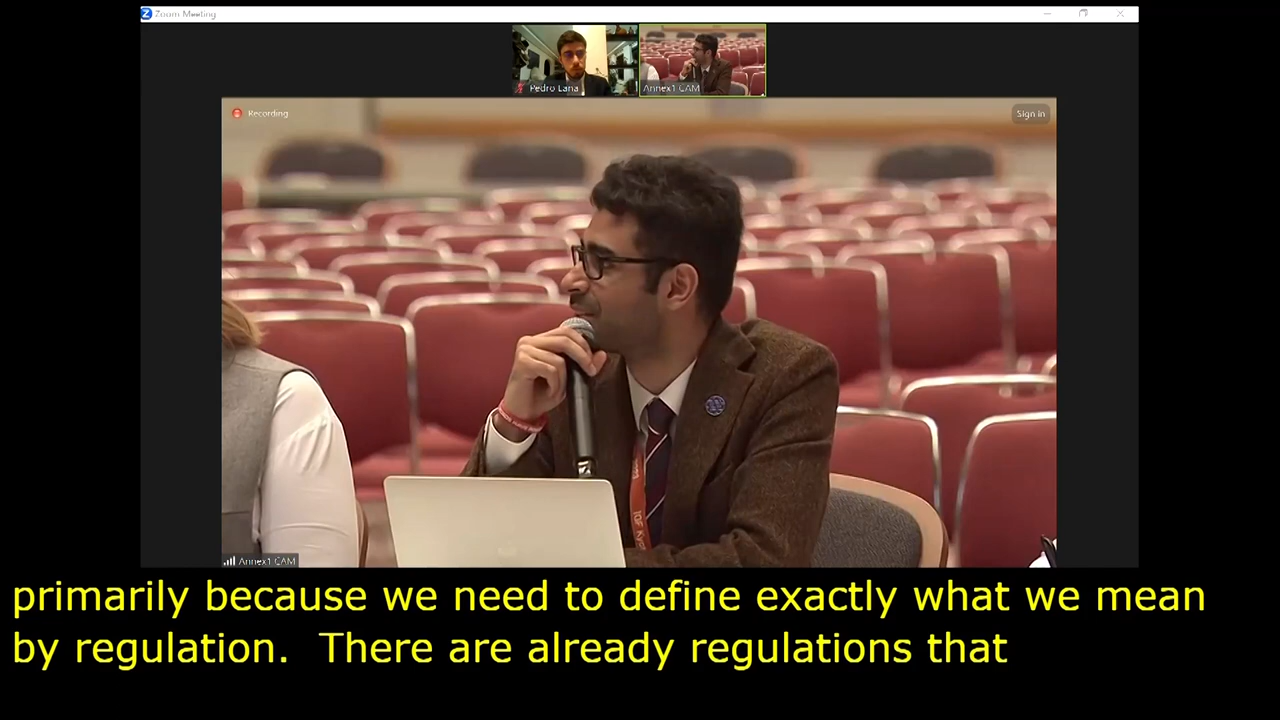 Zoom Meeting
Pedro Lana
Annex1 CAM
Recording
Sign in
Annex1 CAM
primarily because we need to define exactly what we mean
by regulation.  There are already regulations that